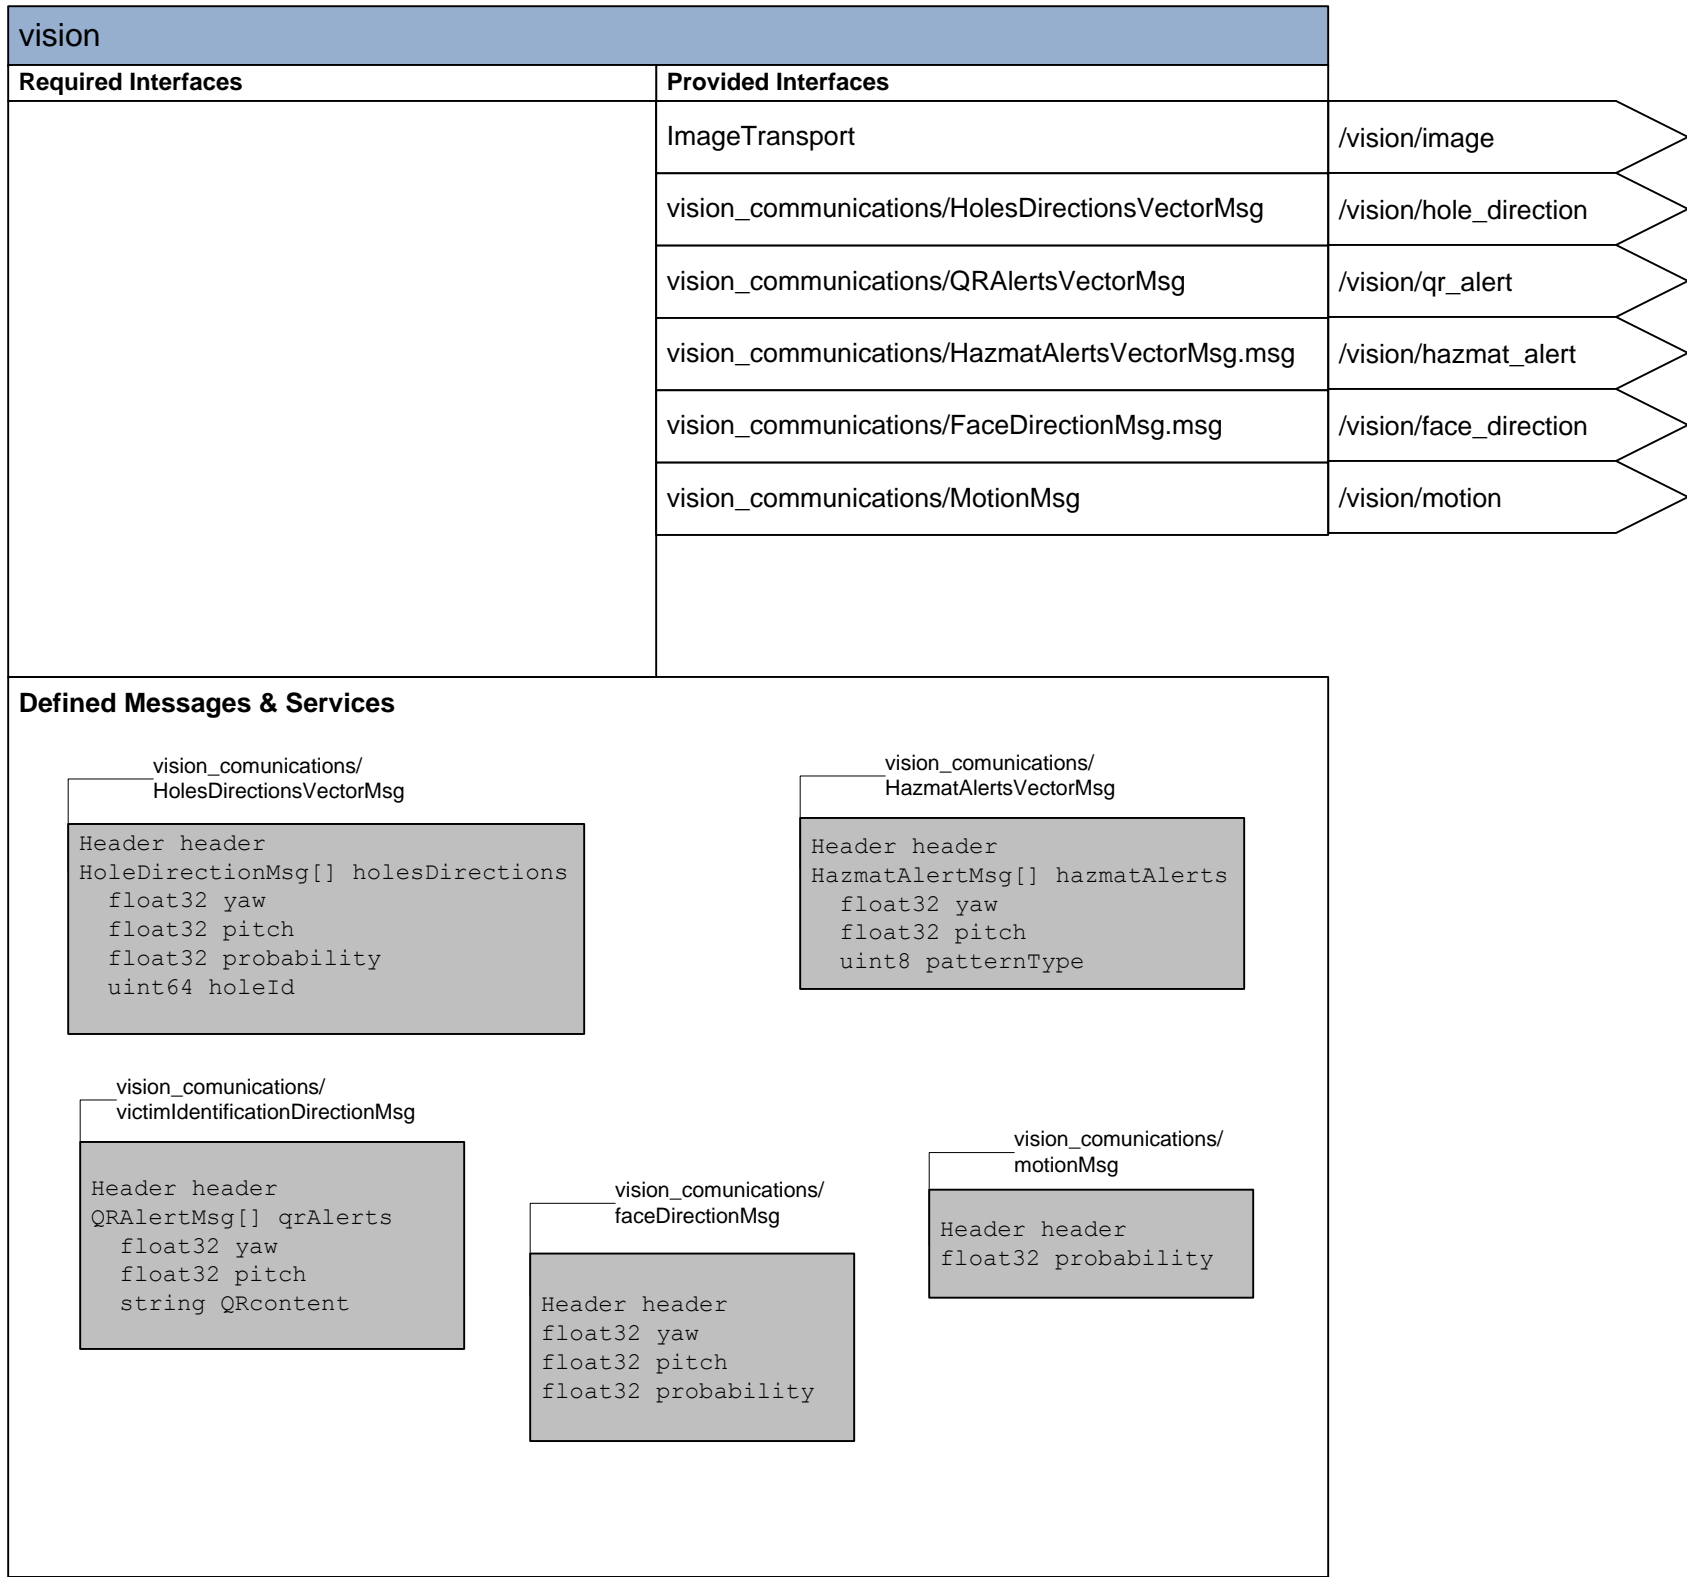 vision
Required Interfaces
Provided Interfaces
ImageTransport
/vision/image
vision_communications/HolesDirectionsVectorMsg
/vision/hole_direction
vision_communications/QRAlertsVectorMsg
/vision/qr_alert
vision_communications/HazmatAlertsVectorMsg.msg
/vision/hazmat_alert
vision_communications/FaceDirectionMsg.msg
/vision/face_direction
vision_communications/MotionMsg
/vision/motion
Defined Messages & Services
vision_comunications/
HolesDirectionsVectorMsg
Header header
HoleDirectionMsg[] holesDirections
float32 yaw
float32 pitch
float32 probability
uint64 holeId
vision_comunications/
HazmatAlertsVectorMsg
Header header
HazmatAlertMsg[] hazmatAlerts
float32 yaw
float32 pitch
uint8 patternType
vision_comunications/
victimIdentificationDirectionMsg
Header header
QRAlertMsg[] qrAlerts
float32 yaw
float32 pitch
string QRcontent
vision_comunications/
faceDirectionMsg
Header header
float32 yaw
float32 pitch
float32 probability
vision_comunications/
motionMsg
Header header
float32 probability